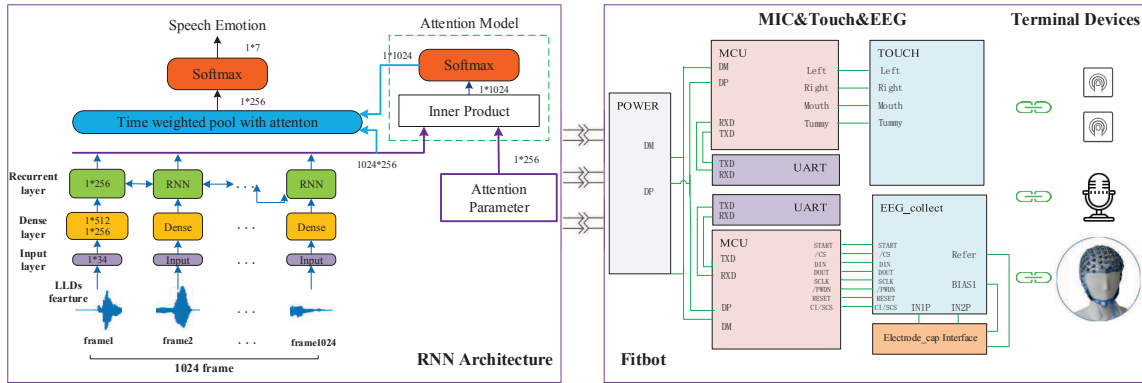 Speech Emotion
1*7
Softmax
1*256
Time weighted pool with attenton
Attention Model
1*1024
Softmax
1*1024
Inner Product
1024*256
1*256
Attention
Parameter
Recurrent
layer
1*256
RNN
...
RNN
Dense
layer
1*512
1*256
Dense
...
Dense
Input
layer
1*34
Input
...
Input
LLDs
fearture
...
frame1
frame2
...
frame1024
1024 frame
RNN Architecture
MIC&Touch&EEG
Terminal Devices
POWER
DM
DP
MCU
DM
DP
Left
Right
Mouth
Tummy
RXD
TXD
TOUCH
Left
Right
Mouth
Tummy
TXD
RXD
UART
TXD
RXD
UART
MCU
TXD
RXD
DP
DM
START
/CS
DIN
DOUT
SCLK
/PWDN
RESET
CI/SCS
EEG_collect
START
/CS
DIN
DOUT
SCLK
/PWDN
RESET
CI/SCS
Refer
BIAS1
IN1P
IN2P
Electrode_cap Interface
Fitbot